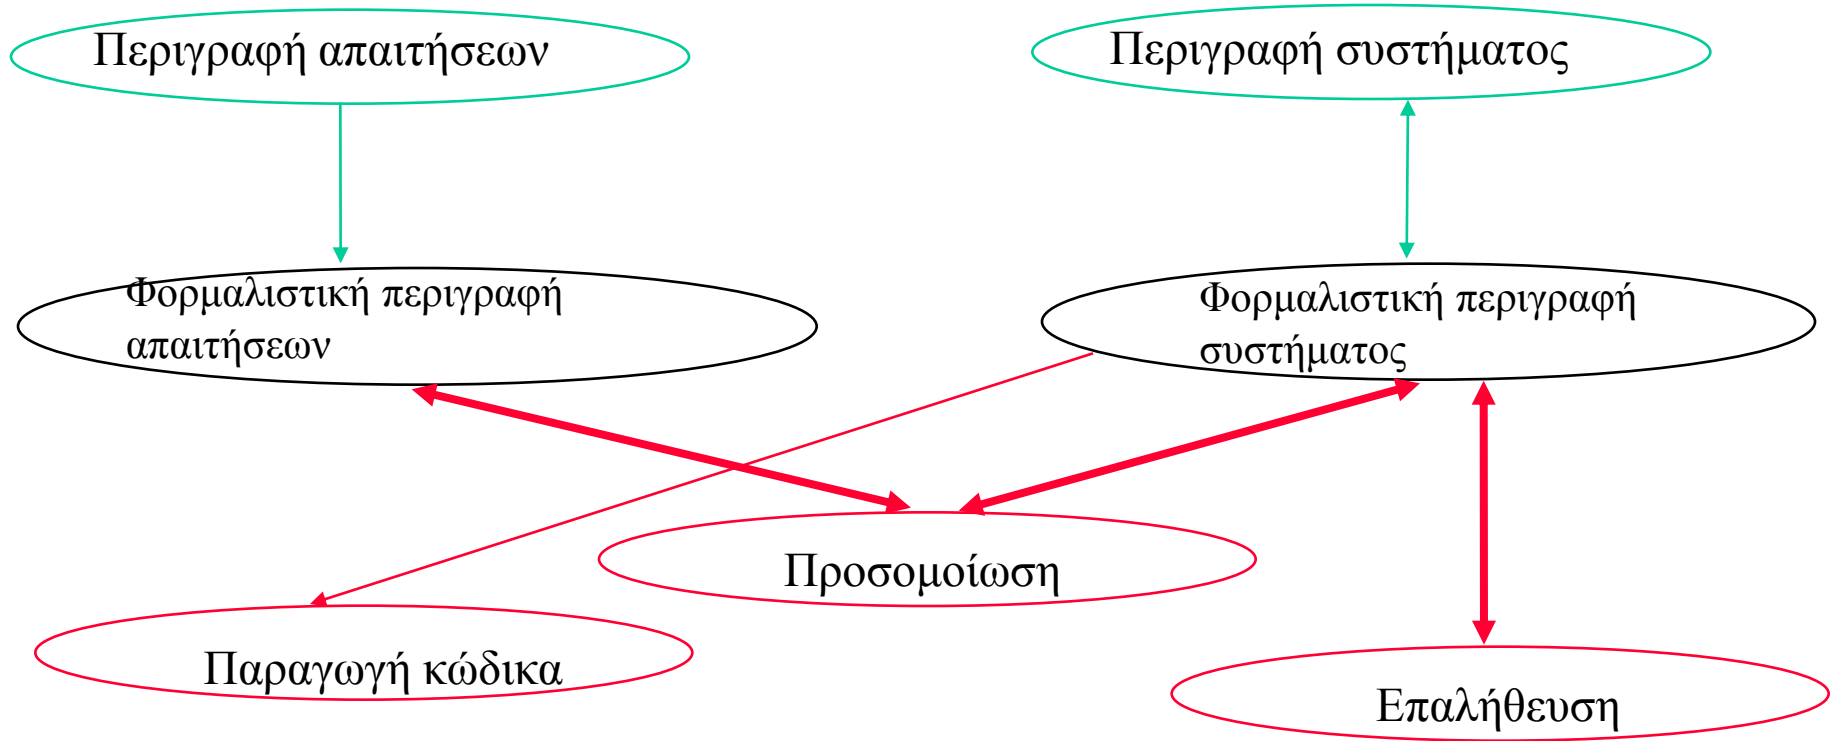 Περιγραφή απαιτήσεων
Περιγραφή συστήματος
Φορμαλιστική περιγραφή
απαιτήσεων
Φορμαλιστική περιγραφή
συστήματος
Προσομοίωση
Παραγωγή κώδικα
Επαλήθευση